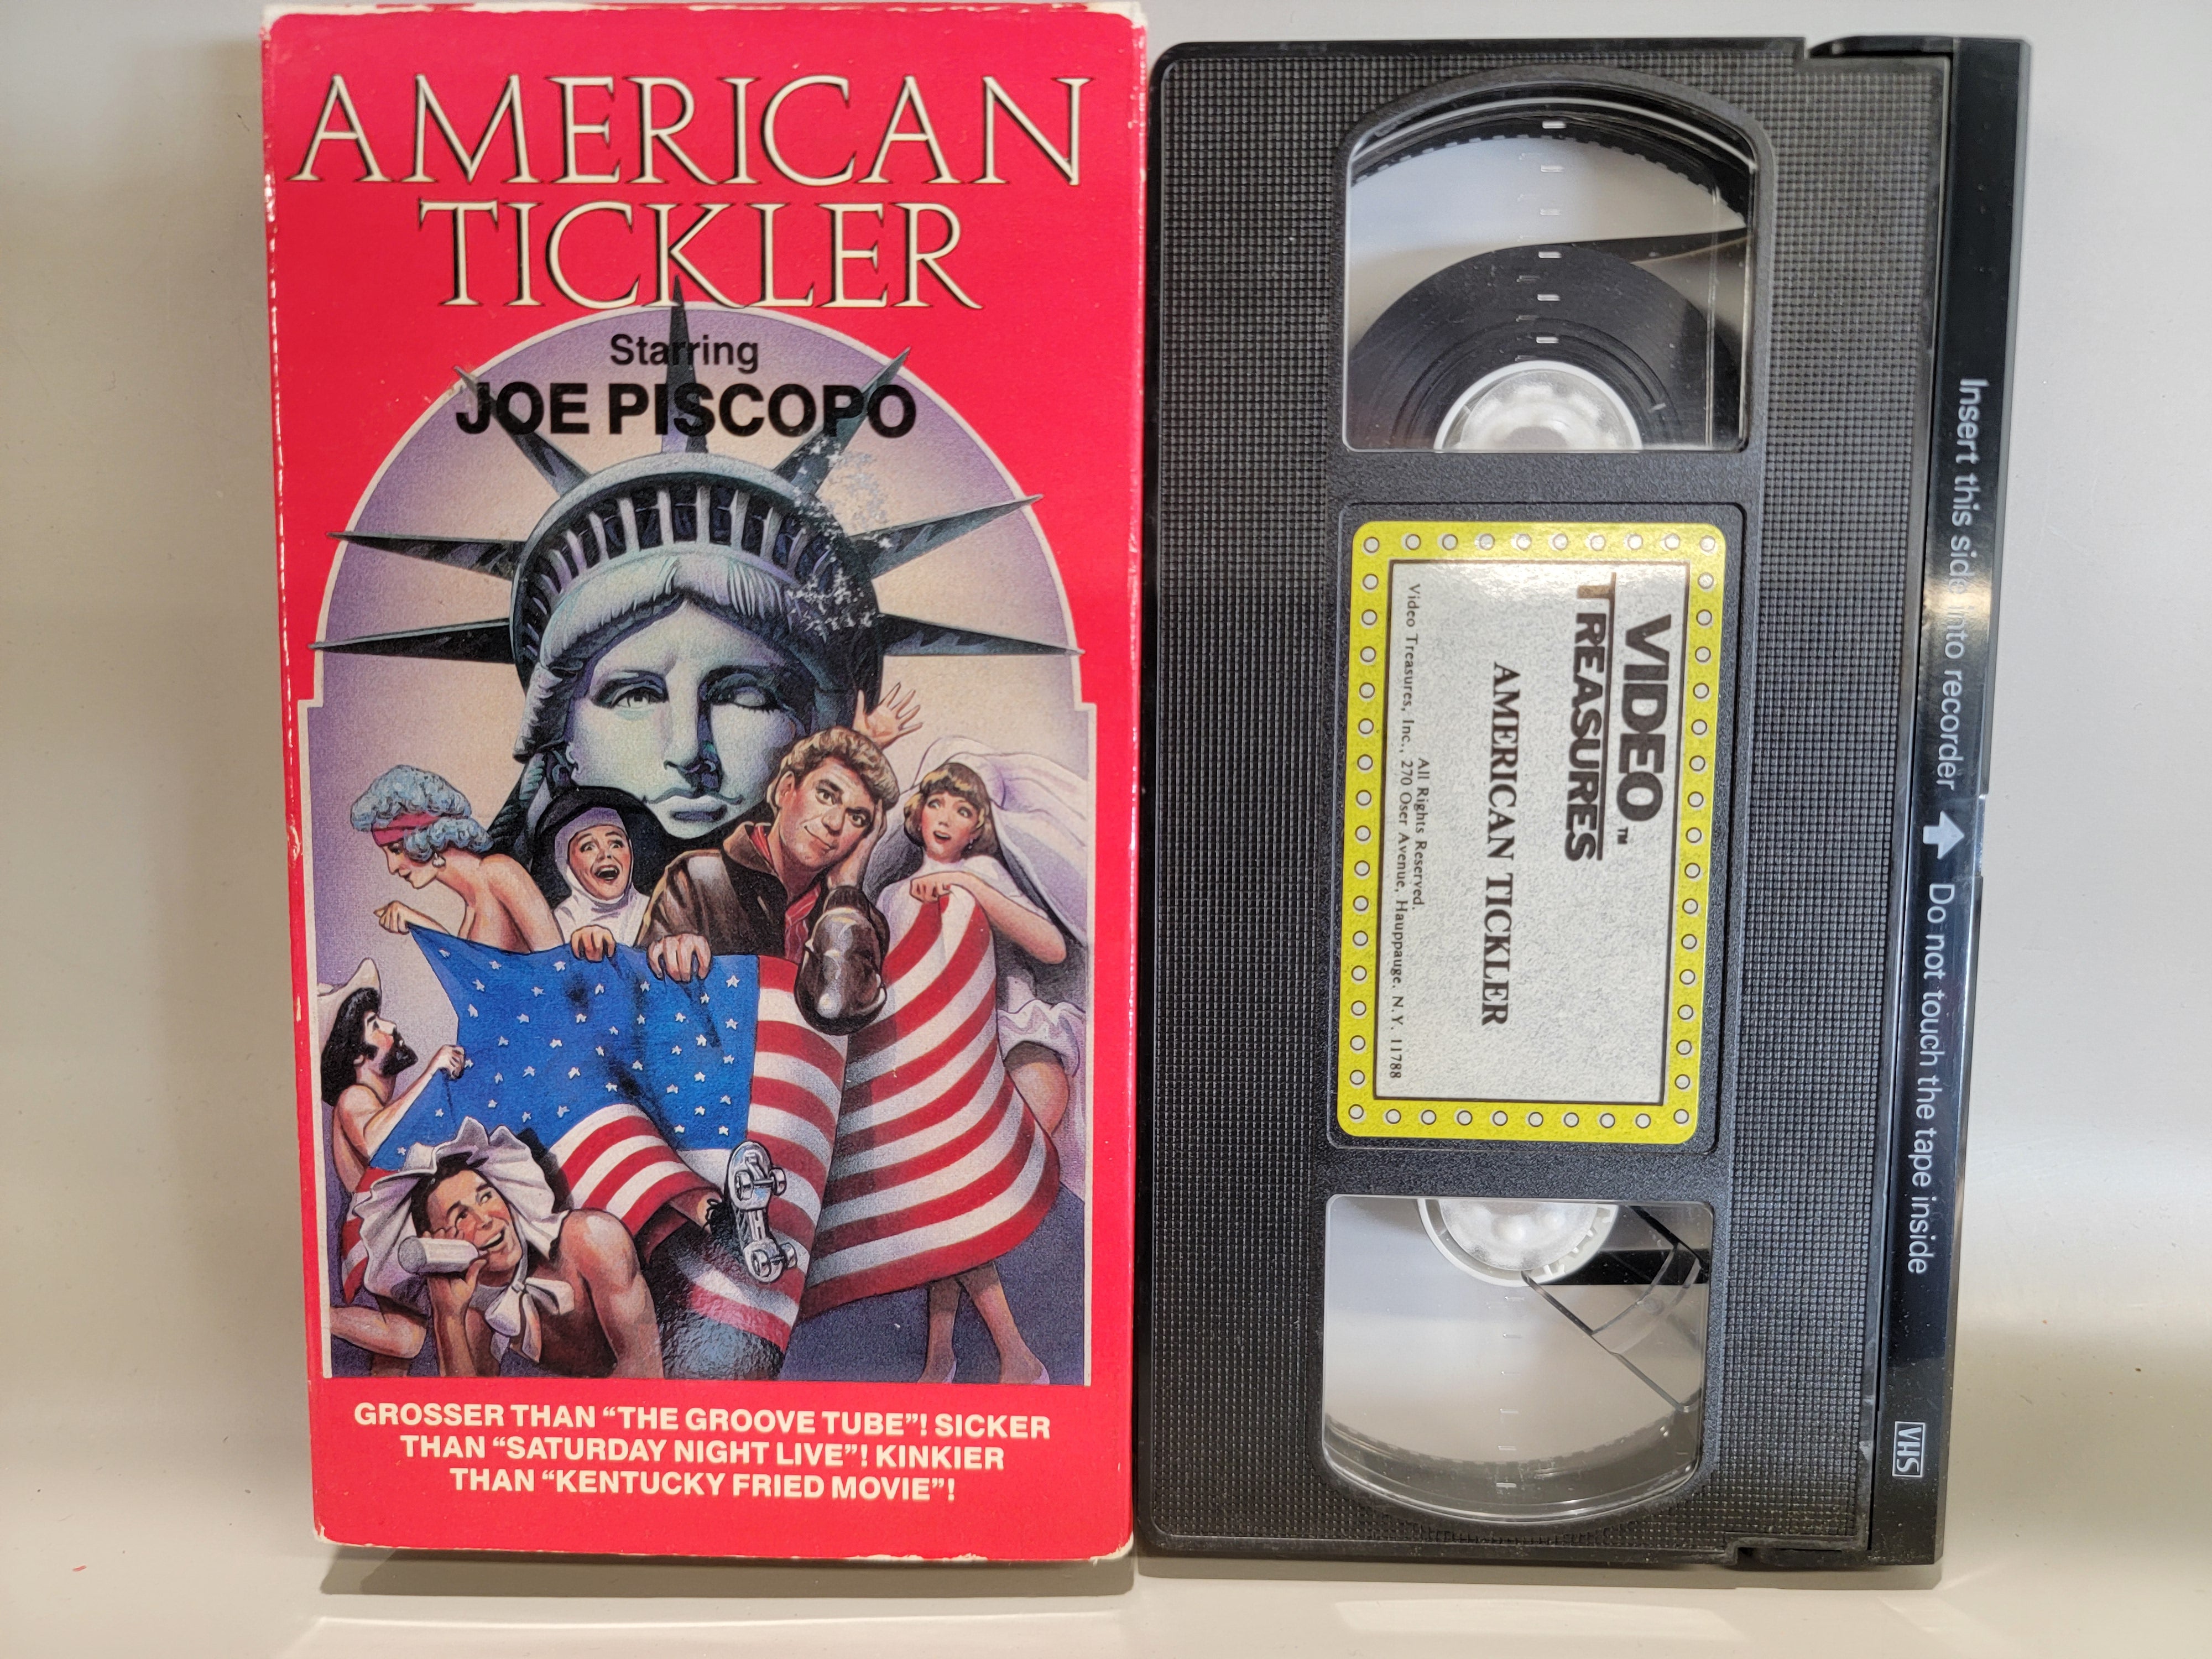 AMERICAN
TICKLER
Starring
JOE PISCOPO
GROSSER THAN “THE GROOVE TUBE”! SICKER
THAN “SATURDAY NIGHT LIVE”! KINKIER
THAN “KENTUCKY FRIED MOVIE”!
VIDEO
TREASURES™
AMERICAN TICKLER
All Rights Reserved.
Video Treasures, Inc., 270 Oser Avenue, Hauppauge, N.Y. 11788
Insert this side into recorder Do not touch the tape inside
VHS